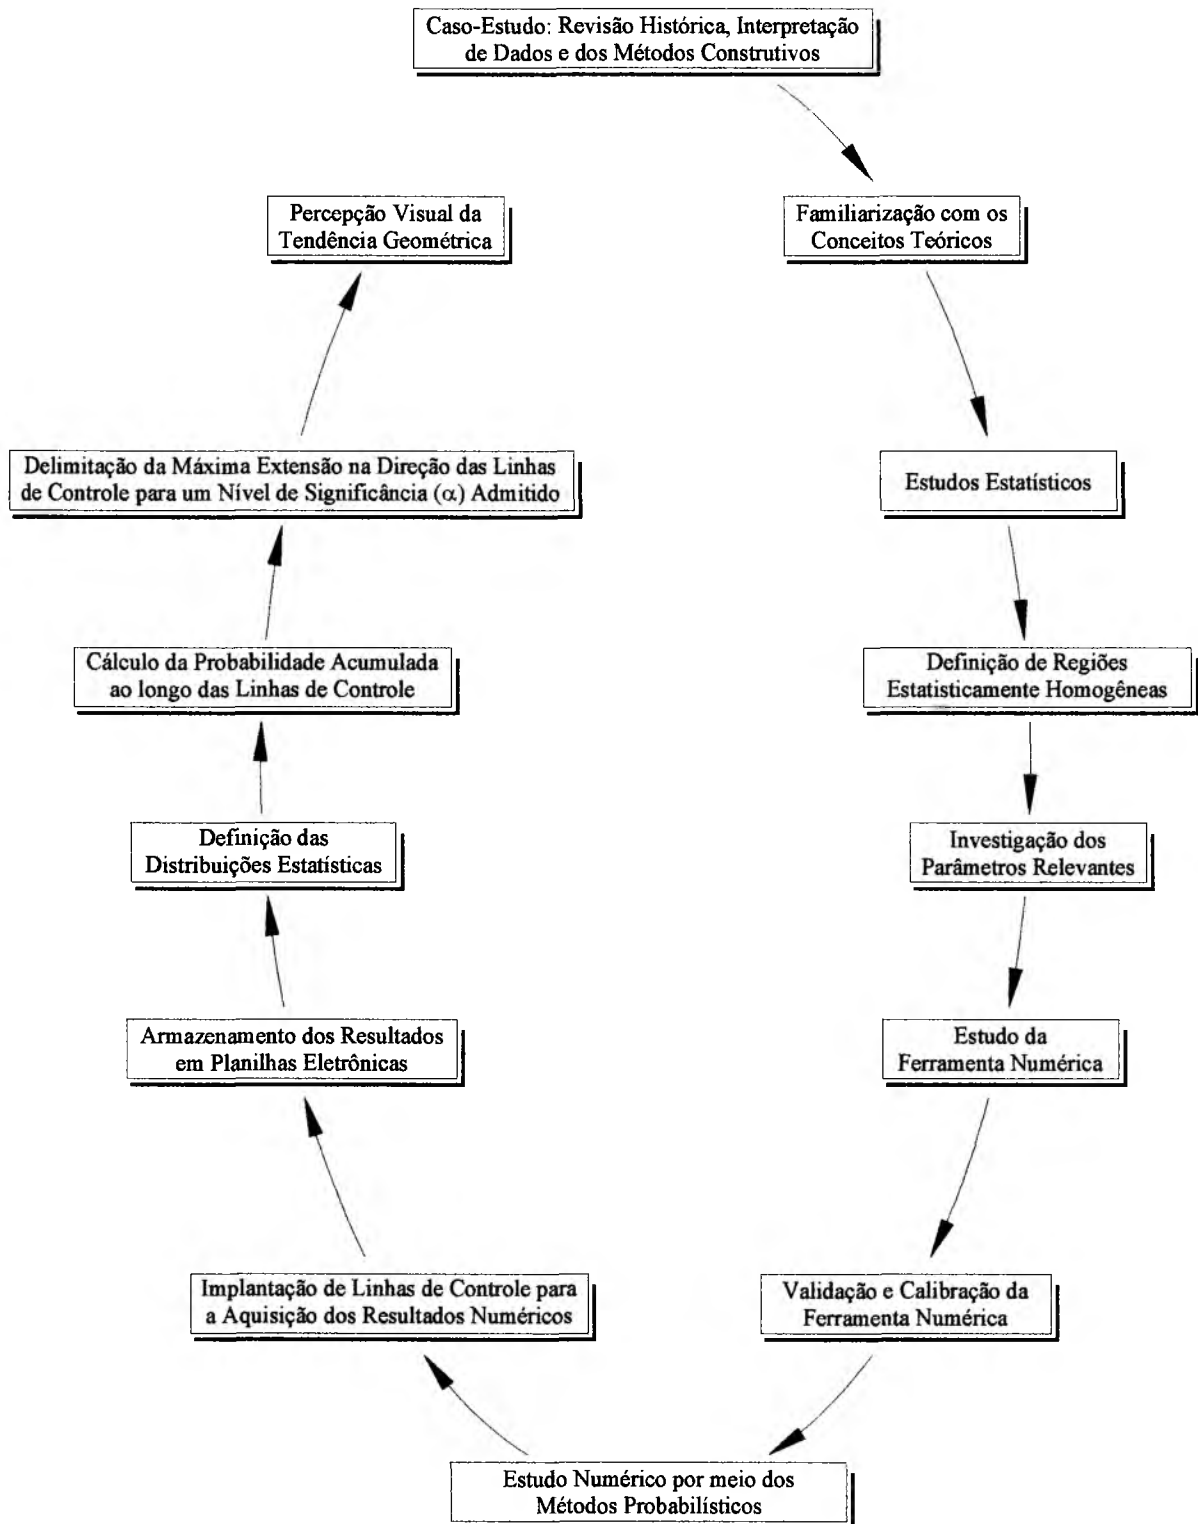 Caso-Estudo: Revisão Histórica, Interpretação
de Dados e dos Métodos Construtivos
Familiarização com os
Conceitos Teóricos
Estudos Estatísticos
Definição de Regiões
Estatisticamente Homogêneas
Investigação dos
Parâmetros Relevantes
Estudo da
Ferramenta Numérica
Validação e Calibração da
Ferramenta Numérica
Estudo Numérico por meio dos
Métodos Probabilísticos
Implantação de Linhas de Controle para
a Aquisição dos Resultados Numéricos
Armazenamento dos Resultados
em Planilhas Eletrônicas
Definição das
Distribuições Estatísticas
Cálculo da Probabilidade Acumulada
ao longo das Linhas de Controle
Delimitação da Máxima Extensão na Direção das Linhas
de Controle para um Nível de Significância (α) Admitido
Percepção Visual da
Tendência Geométrica